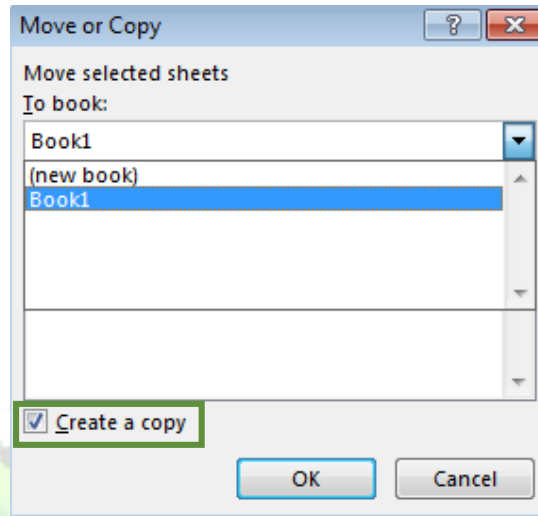 Move or Copy
Move selected sheets
To book:
Book1
(new book)
Book1
Create a copy
OK Cancel